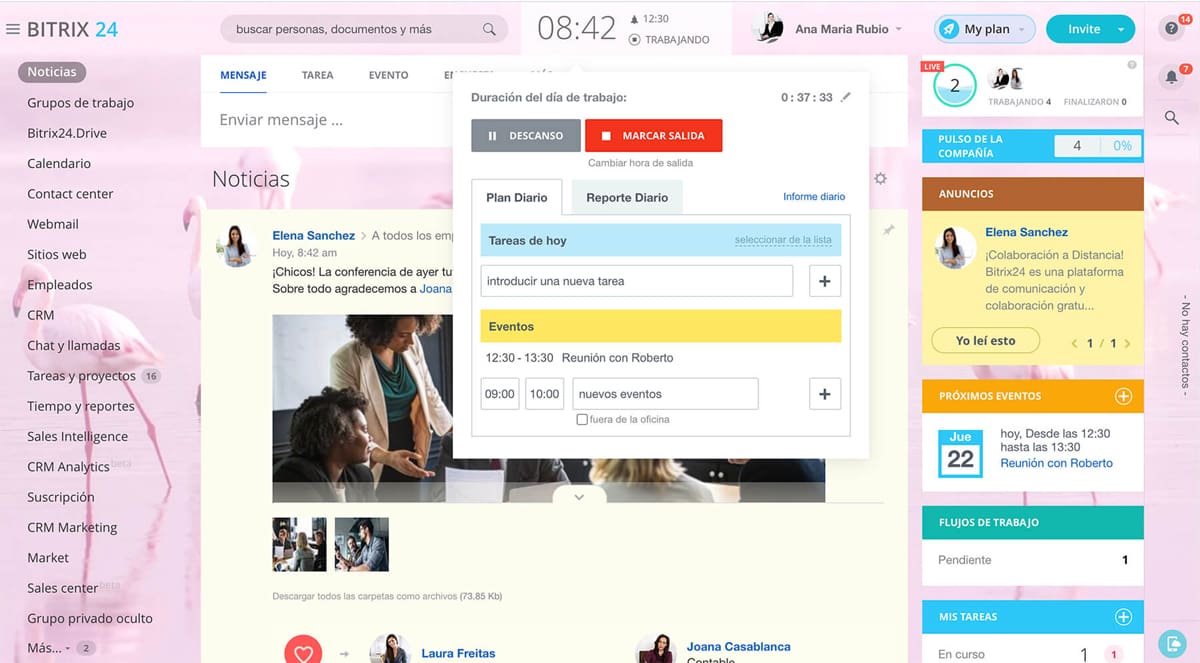 BITRIX 24
buscar personas, documentos y más
08:42
12:30
TRABAJANDO
Ana Maria Rubio
My plan
Invite
14
Noticias
Grupos de trabajo
Bitrix24.Drive
Calendario
Contact center
Webmail
Sitios web
Empleados
CRM
Chat y llamadas
Tareas y proyectos 16
Tiempo y reportes
Sales Intelligence
CRM Analytics beta
Suscripción
CRM Marketing
Market
Sales center beta
Grupo privado oculto
Más... 2
MENSAJE TAREA EVENTO
Enviar mensaje ...
Noticias
Elena Sanchez > A todos los
Hoy, 8:42 am
¡Chicos! La conferencia de ayer
Sobre todo agradecemos a Joana
Descargar todos las carpetas como archivos (73.85 Kb)
Laura Freitas
Joana Casablanca
Contable
Duración del día de trabajo: 0:37:33
DESCANSO
MARCAR SALIDA
Cambiar hora de salida
Plan Diario
Reporte Diario
Informe diario
Tareas de hoy
seleccionar de la lista
introducir una nueva tarea
+
Eventos
12:30 - 13:30 Reunión con Roberto
09:00 10:00 nuevos eventos
+
fuera de la oficina
LIVE
2
TRABAJANDO 4 FINALIZARON 0
PULSO DE LA
COMPAÑÍA
4 0%
ANUNCIOS
Elena Sanchez
¡Colaboración a Distancia!
Bitrix24 es una plataforma
de comunicación y
colaboración gratu...
Yo leí esto
< 1 / 1 >
PRÓXIMOS EVENTOS
Jue
22
hoy, Desde las 12:30
hasta las 13:30
Reunión con Roberto
FLUJOS DE TRABAJO
Pendiente 1
MIS TAREAS
En curso 1 1
7
- No hay contactos -